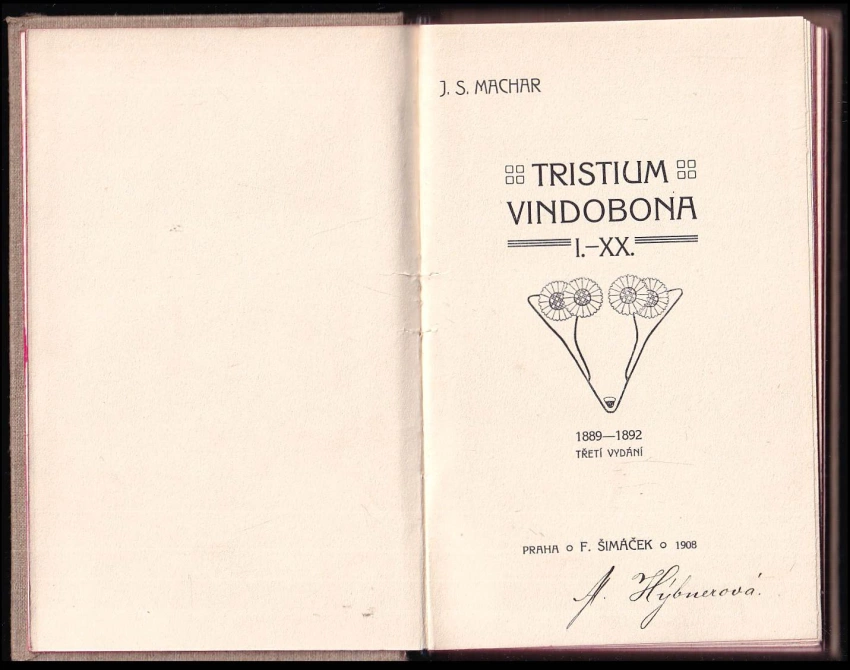 J. S. MACHAR
TRISTIUM
VINDOBONA
I.—XX.
1889—1892
TŘETÍ VYDÁNÍ
PRAHA o F. ŠIMÁČEK o 1908
Hýbnerová.